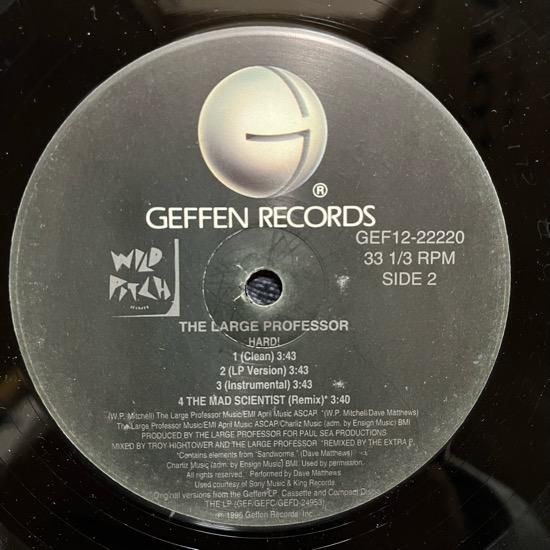 ®
GEFFEN RECORDS
GEF12-22220
33 1/3 RPM
SIDE 2
WILD
PITCH
THE LARGE PROFESSOR
HARD!
1 (Clean) 3:43
2 (LP Version) 3:43
3 (Instrumental) 3:43
4 THE MAD SCIENTIST (Remix)* 3:40
(W.P. Mitchell) The Large Professor Music/EMI April Music ASCAP. *(W.P. Mitchell/Dave Matthews)
The Large Professor Music/EMI April Music ASCAP/Charliz Music (adm. by Ensign Music) BMI
PRODUCED BY THE LARGE PROFESSOR FOR PAUL SEA PRODUCTIONS
MIXED BY TROY HIGHTOWER AND THE LARGE PROFESSOR *REMIXED BY THE EXTRA P.
*Contains elements from "Sandworms." (Dave Matthews)
Charliz Music (adm. by Ensign Music) BMI. Used by permission.
All rights reserved. Performed by Dave Matthews
Used courtesy of Sony Music & King Records.
Original versions from the Geffen LP, Cassette and Compact Disc
THE LP (GEF/GEFC/GEFD-24953)
1996 Geffen Records, Inc.